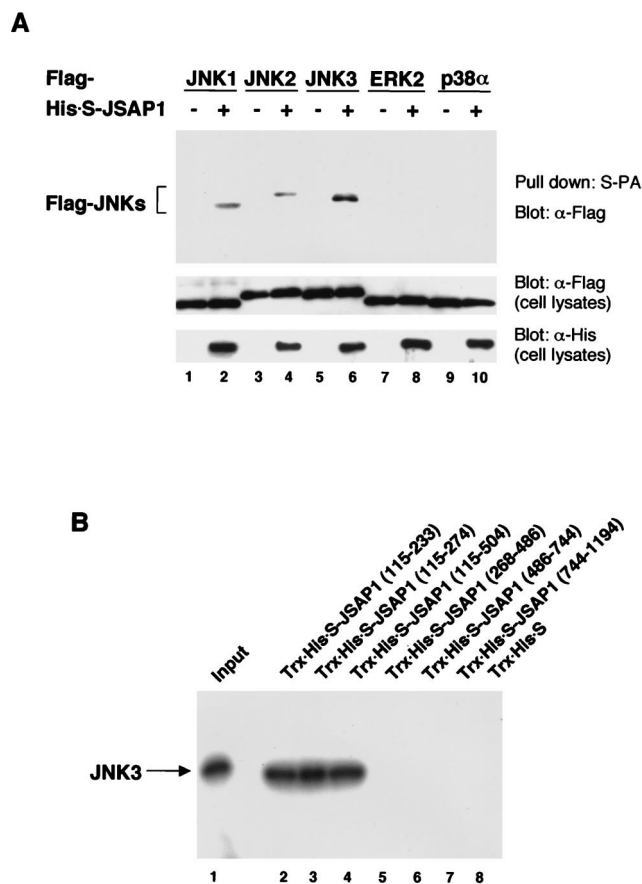 A
Flag- JNK1 JNK2 JNK3 ERK2 p38α
His·S-JSAP1 - + - + - + - + - +
Flag-JNKs
Pull down: S-PA
Blot: α-Flag
Blot: α-Flag
(cell lysates)
Blot: α-His
(cell lysates)
1 2 3 4 5 6 7 8 9 10
B
Input
Trx·His·S-JSAP1 (115-233)
Trx·His·S-JSAP1 (115-274)
Trx·His·S-JSAP1 (115-504)
Trx·His·S-JSAP1 (268-486)
Trx·His·S-JSAP1 (486-744)
Trx·His·S-JSAP1 (744-1194)
Trx·His·S
JNK3
1 2 3 4 5 6 7 8